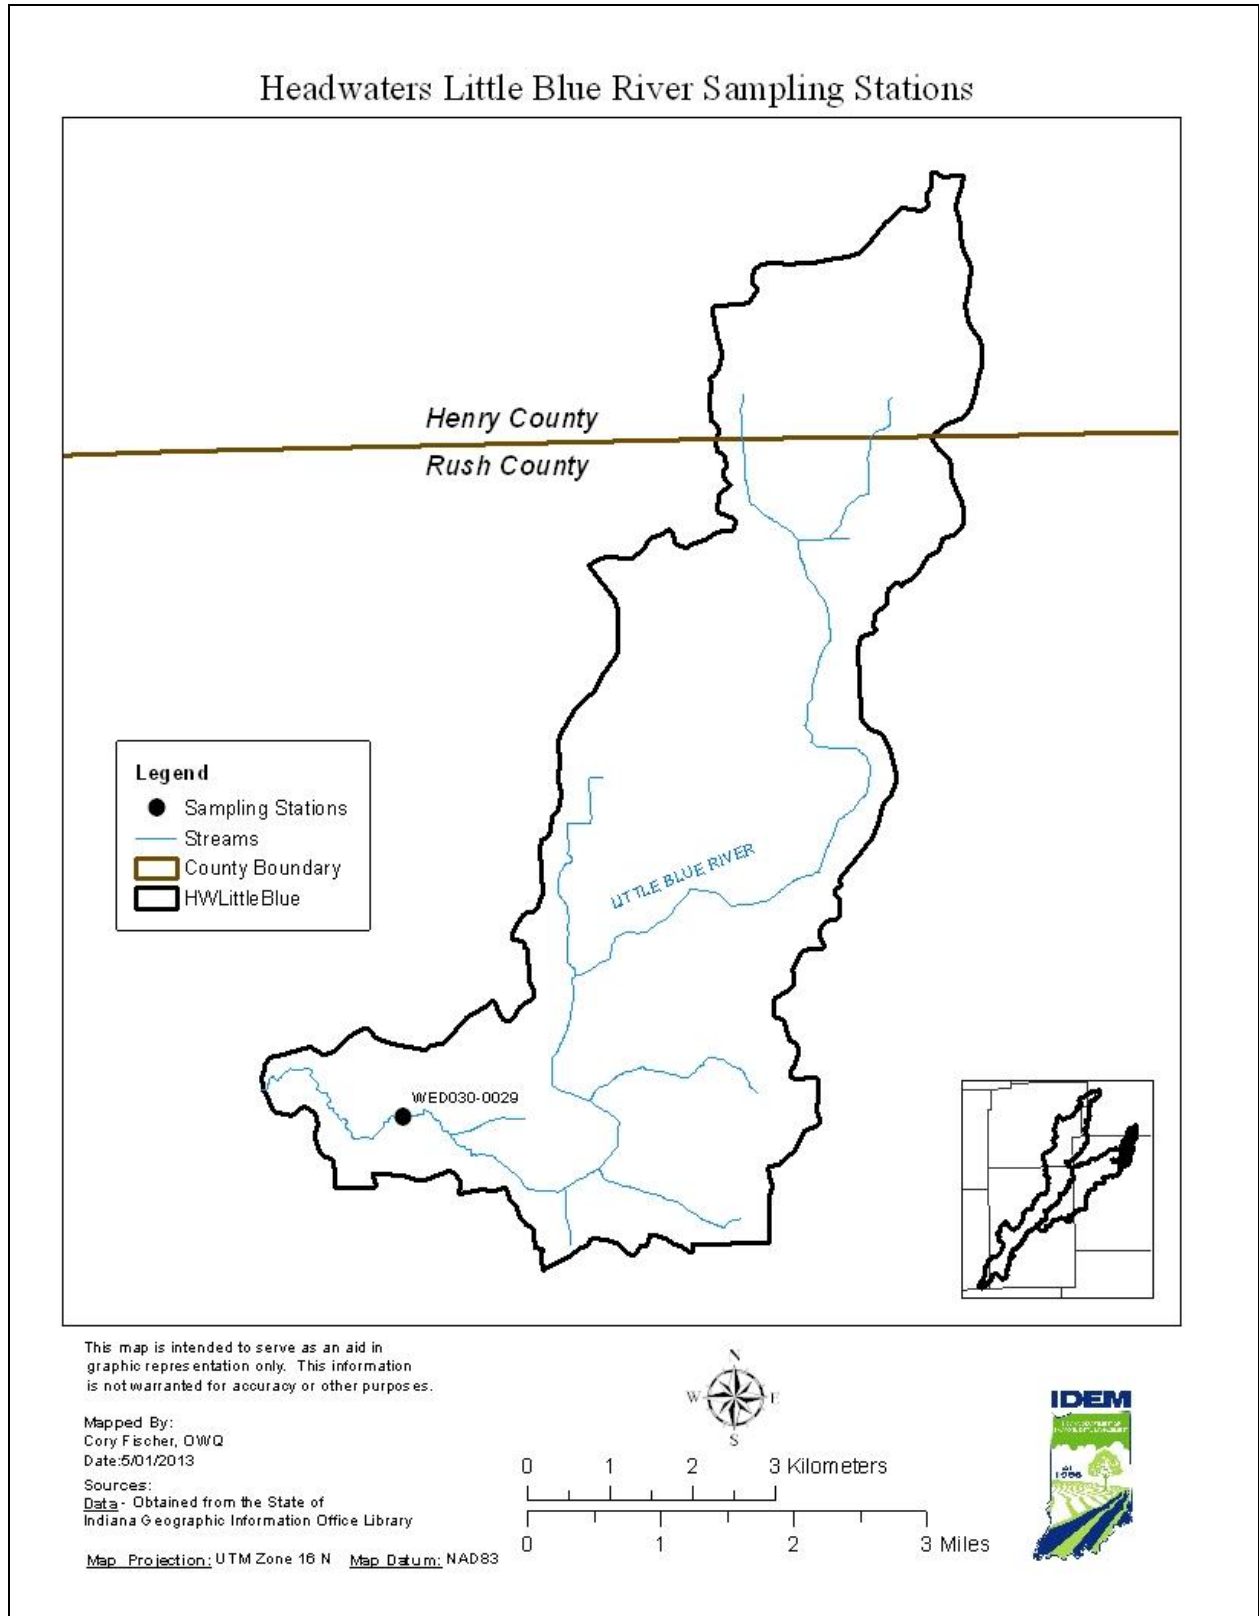 Headwaters Little Blue River Sampling Stations
Henry County
Rush County
Legend
Sampling Stations
Streams
County Boundary
HWLittleBlue
LITTLE BLUE RIVER
WED030-0029
This map is intended to serve as an aid in
graphic representation only. This information
is not warranted for accuracy or other purposes.
Mapped By:
Cory Fischer, OWQ
Date:5/01/2013
Sources:
Data - Obtained from the State of
Indiana Geographic Information Office Library
Map Projection: UTM Zone 16 N Map Datum: NAD83
N
W E
S
0 1 2 3 Kilometers
0 1 2 3 Miles
IDEM